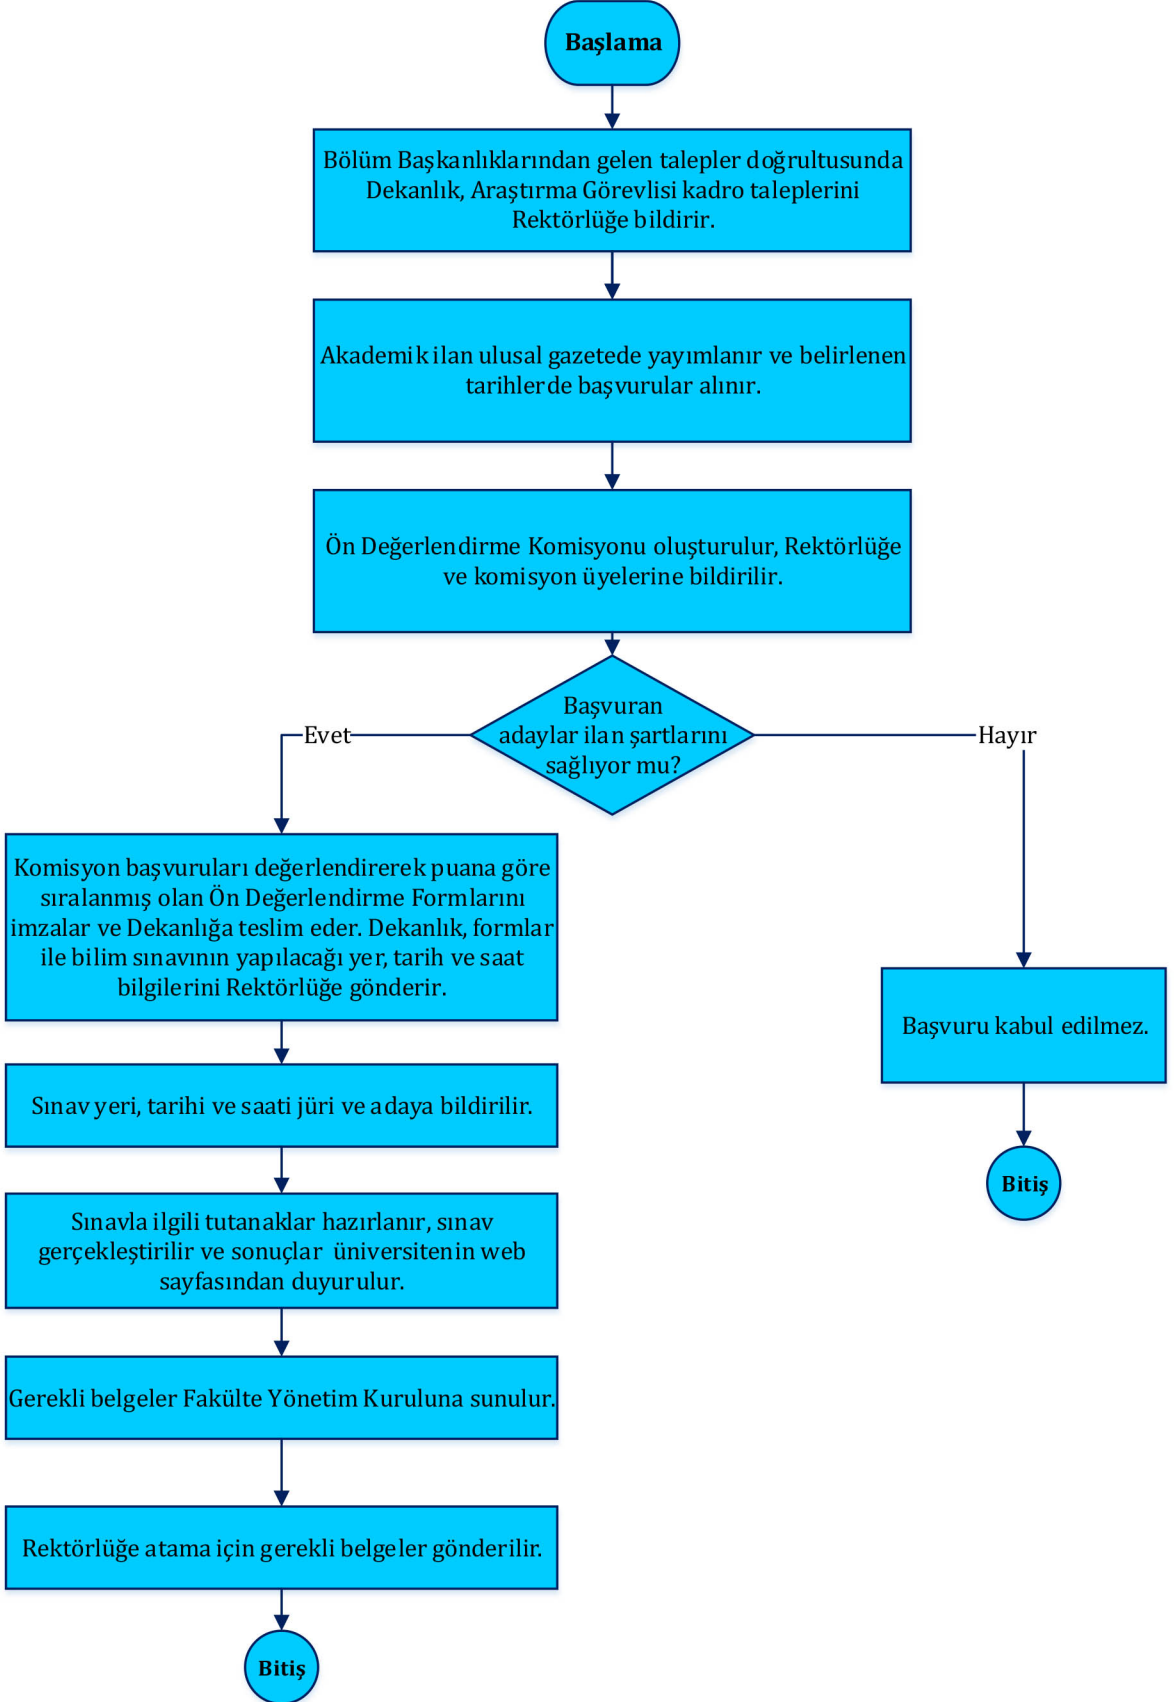 Başlama
Bölüm Başkanlıklarından gelen talepler doğrultusunda
Dekanlık, Araştırma Görevlisi kadro taleplerini
Rektörlüğe bildirir.
Akademik ilan ulusal gazetede yayımlanır ve belirlenen
tarihlerde başvurular alınır.
Ön Değerlendirme Komisyonu oluşturulur, Rektörlüğe
ve komisyon üyelerine bildirilir.
Başvuran
adaylar ilan şartlarını
sağlıyor mu?
Evet
Hayır
Komisyon başvuruları değerlendirerek puana göre
sıralanmış olan Ön Değerlendirme Formlarını
imzalar ve Dekanlığa teslim eder. Dekanlık, formlar
ile bilim sınavının yapılacağı yer, tarih ve saat
bilgilerini Rektörlüğe gönderir.
Başvuru kabul edilmez.
Bitiş
Sınav yeri, tarihi ve saati jüri ve adaya bildirilir.
Sınavla ilgili tutanaklar hazırlanır, sınav
gerçekleştirilir ve sonuçlar üniversitenin web
sayfasından duyurulur.
Gerekli belgeler Fakülte Yönetim Kuruluna sunulur.
Rektörlüğe atama için gerekli belgeler gönderilir.
Bitiş